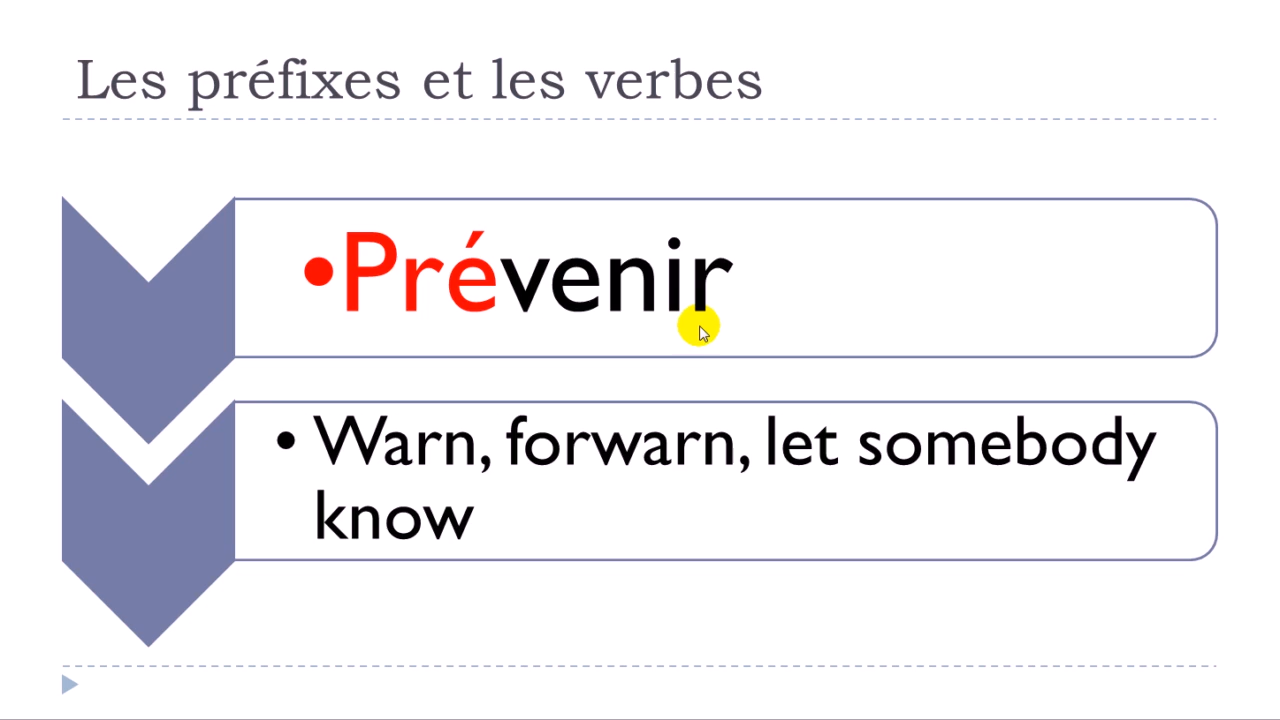 Les préfixes et les verbes
•Prévenir
• Warn, forwarn, let somebody
know